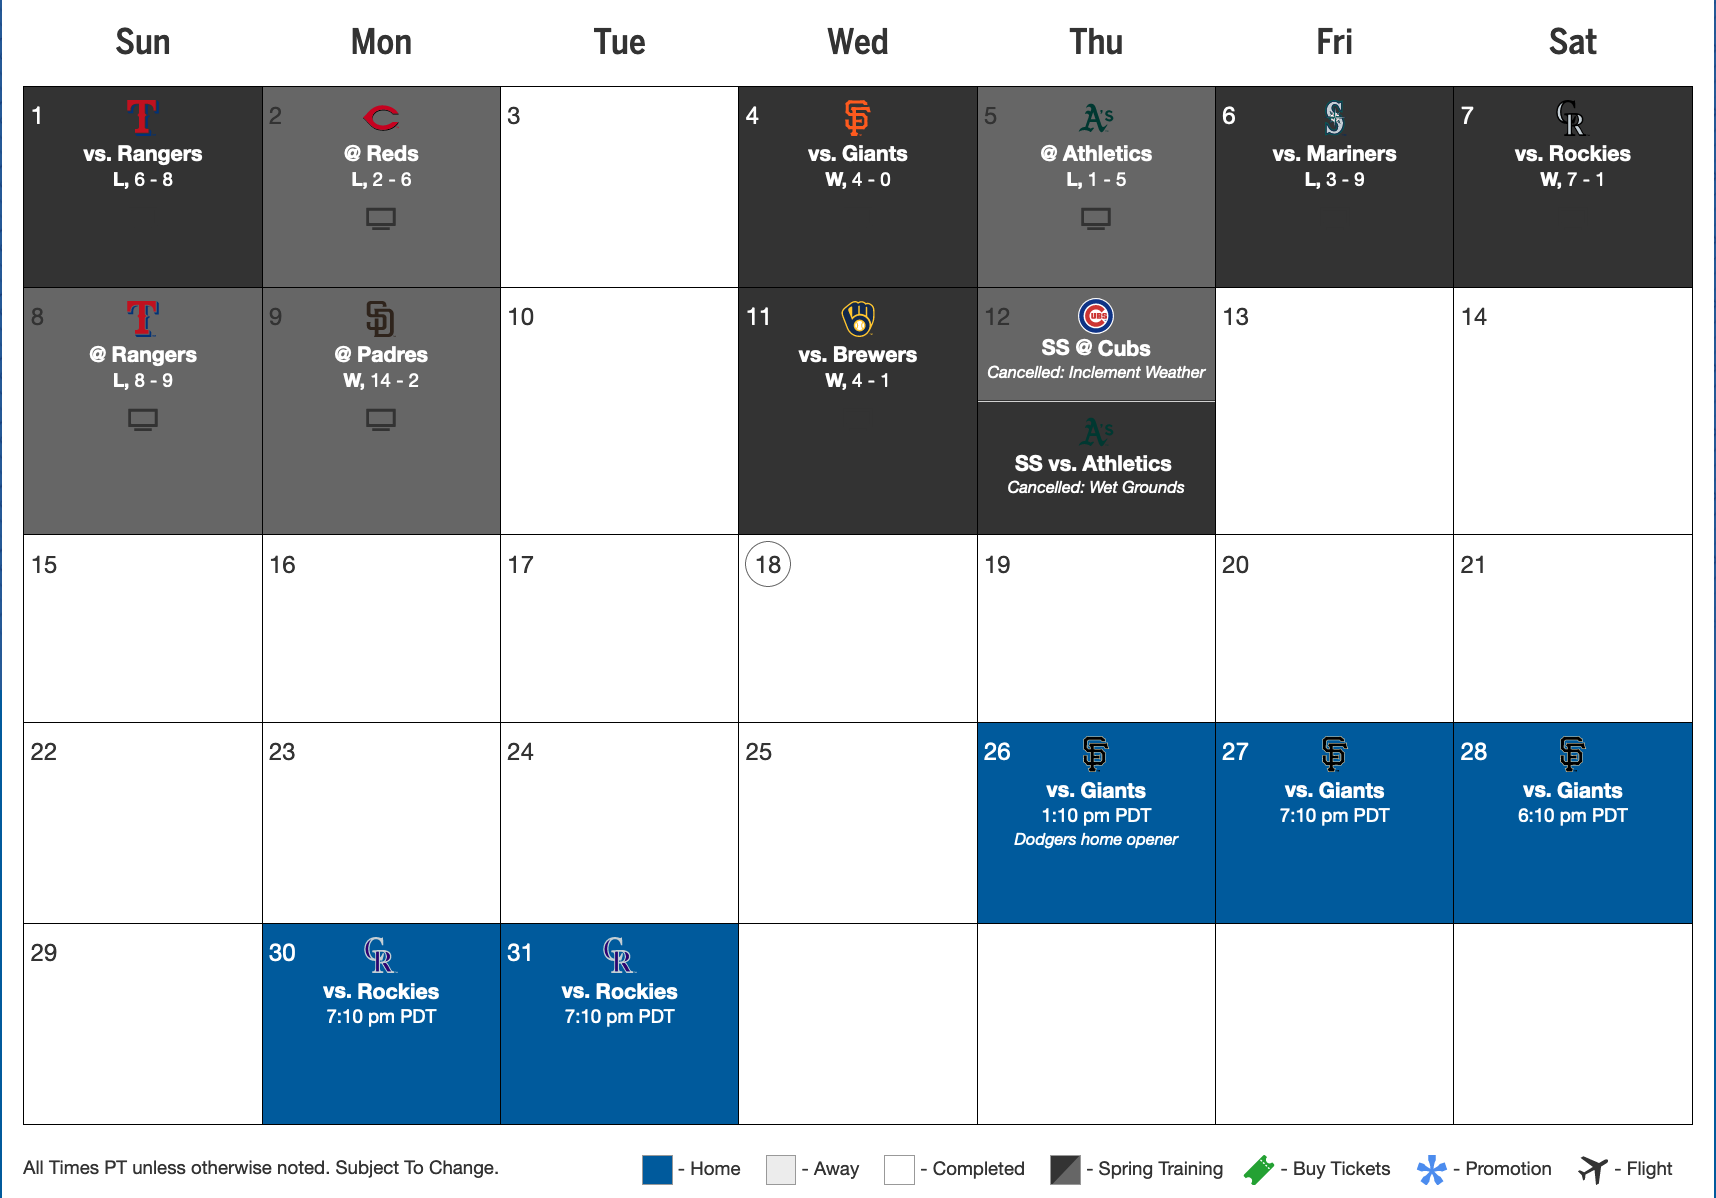 Sun Mon Tue Wed Thu Fri Sat
1
vs. Rangers
L, 6 - 8
2
@ Reds
L, 2 - 6
3
4
vs. Giants
W, 4 - 0
5
A's
@ Athletics
L, 1 - 5
6
vs. Mariners
L, 3 - 9
7
vs. Rockies
W, 7 - 1
8
@ Rangers
L, 8 - 9
9
@ Padres
W, 14 - 2
10
11
vs. Brewers
W, 4 - 1
12
CUBS
SS @ Cubs
Cancelled: Inclement Weather
A's
SS vs. Athletics
Cancelled: Wet Grounds
13
14
15
16
17
18
19
20
21
22
23
24
25
26
vs. Giants
1:10 pm PDT
Dodgers home opener
27
vs. Giants
7:10 pm PDT
28
vs. Giants
6:10 pm PDT
29
30
vs. Rockies
7:10 pm PDT
31
vs. Rockies
7:10 pm PDT
All Times PT unless otherwise noted. Subject To Change. - Home - Away - Completed - Spring Training - Buy Tickets - Promotion - Flight